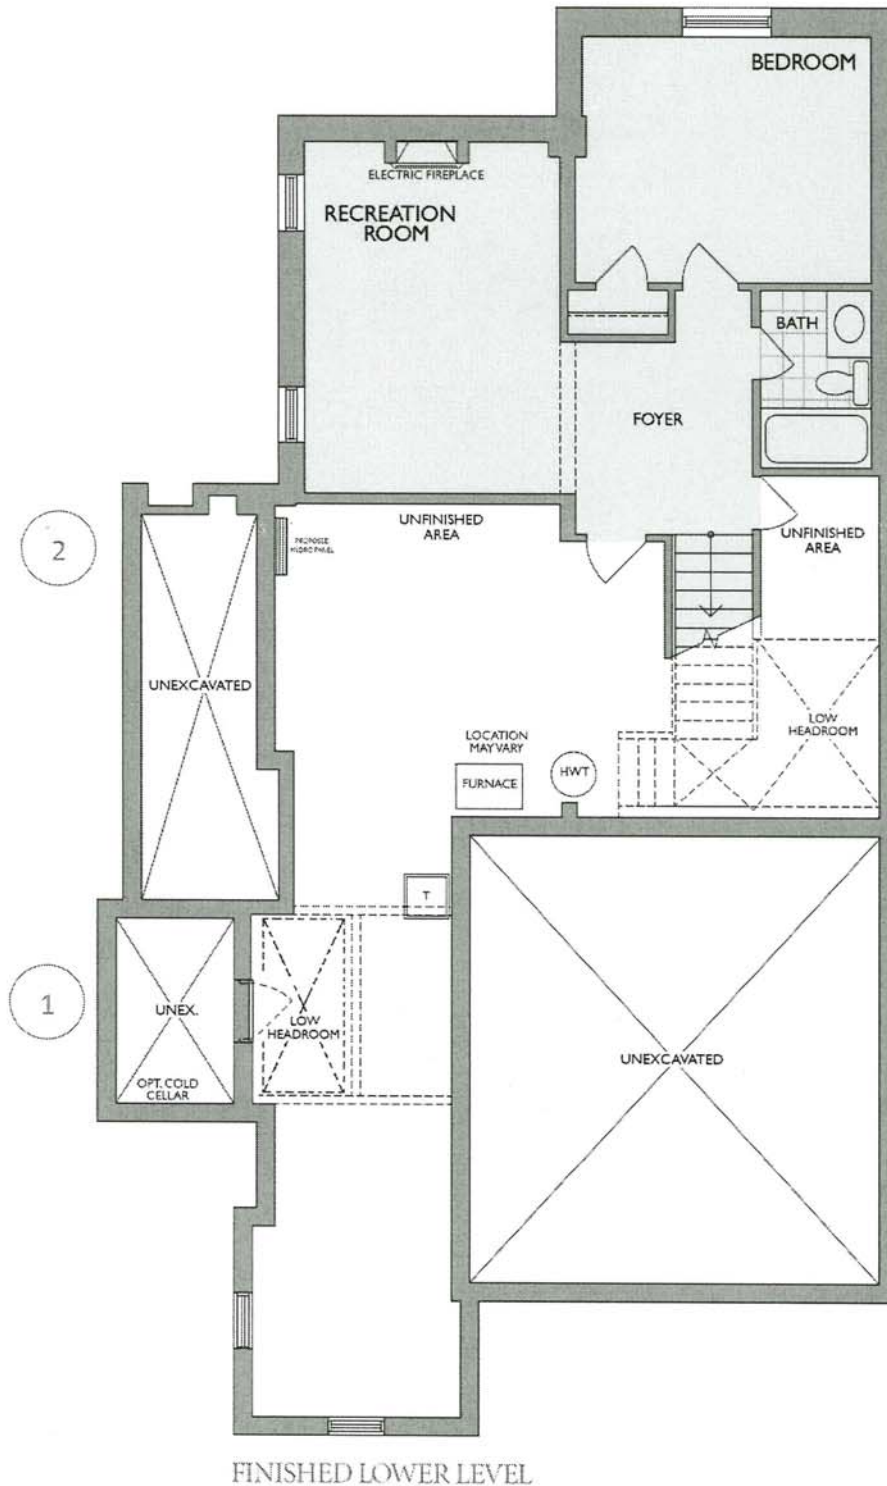 BEDROOM
ELECTRIC FIREPLACE
RECREATION
ROOM
BATH
FOYER
2
UNFINISHED
AREA
UNFINISHED
AREA
UNEXCAVATED
LOCATION
MAY VARY
LOW
HEADROOM
FURNACE
HWT
T
1
UNEX.
LOW
HEADROOM
UNEXCAVATED
OPT. COLD
CELLAR
FINISHED LOWER LEVEL